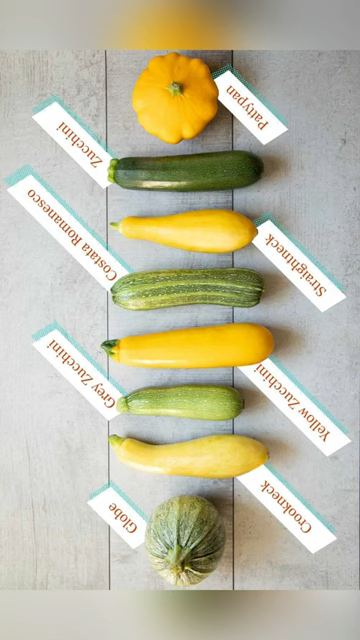 Pattypan
Zucchini
Straightneck
Costata Romanesco
Yellow Zucchini
Grey Zucchini
Crookneck
Globe